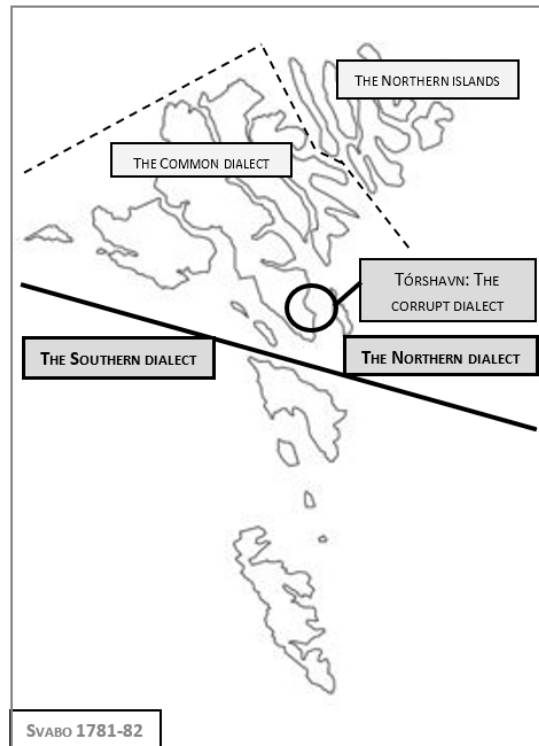 THE NORTHERN ISLANDS
THE COMMON DIALECT
TÓRSHAVN: THE
CORRUPT DIALECT
THE SOUTHERN DIALECT
THE NORTHERN DIALECT
SVABO 1781-82